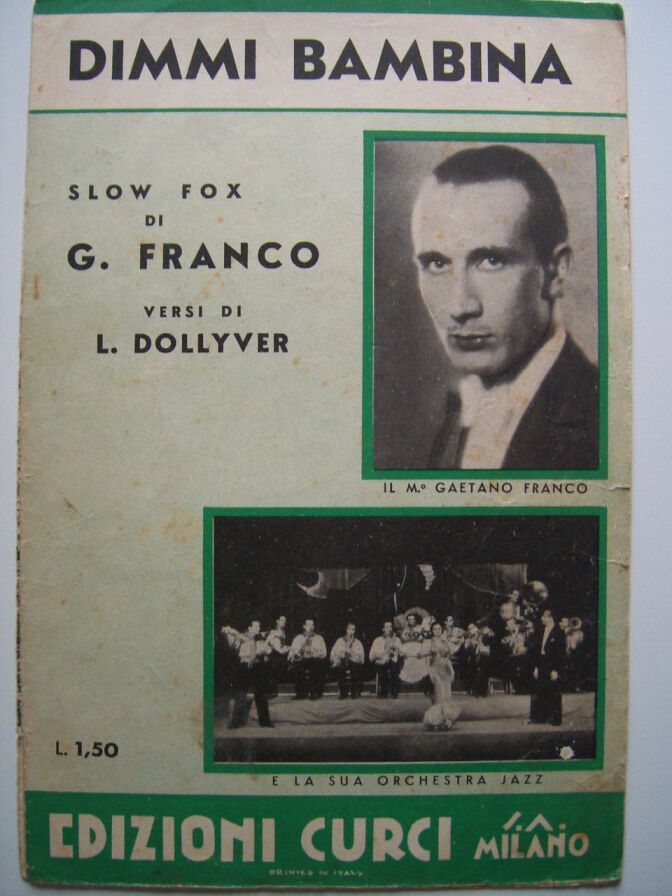 DIMMI BAMBINA
SLOW FOX
DI
G. FRANCO
VERSI DI
L. DOLLYVER
IL M.º GAETANO FRANCO
E LA SUA ORCHESTRA JAZZ
L. 1,50
EDIZIONI CURCI S.A. MILANO
PRINTED IN ITALY